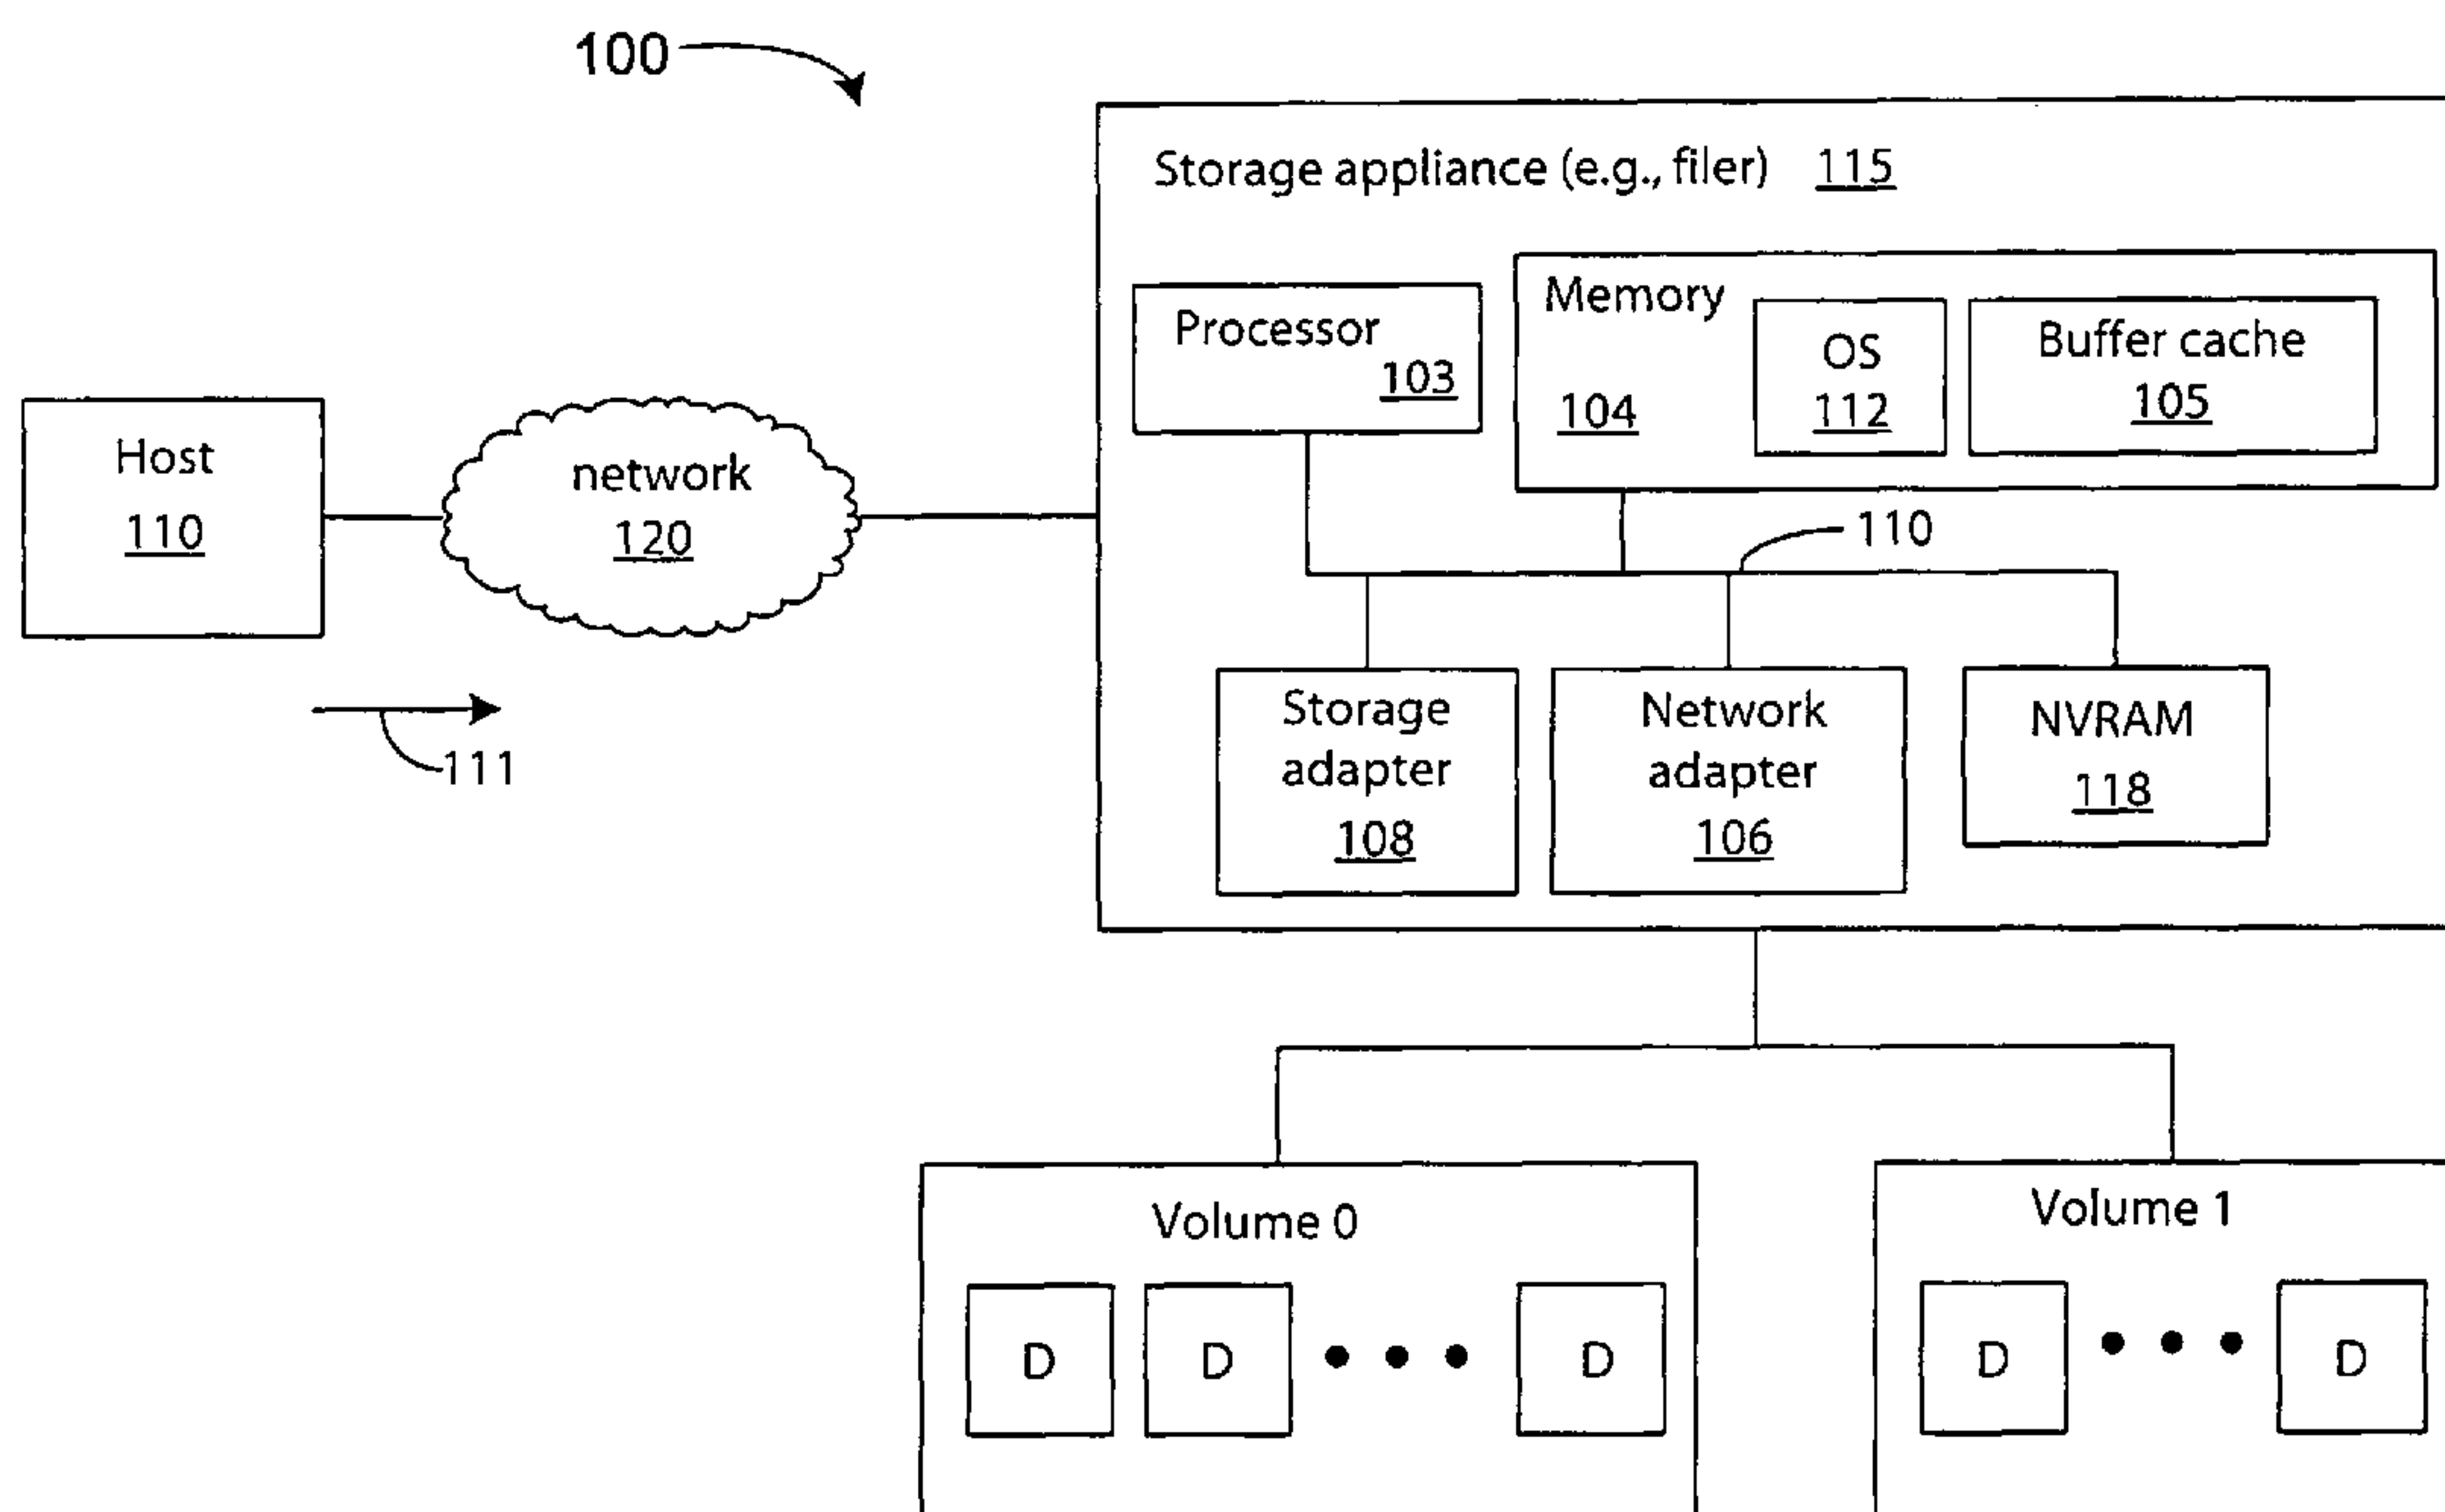 100
Storage appliance (e.g., filer) 115
Processor
103
Memory
104
OS
112
Buffer cache
105
Host
110
network
120
110
111
Storage
adapter
108
Network
adapter
106
NVRAM
118
Volume 0
D
D
D
Volume 1
D
D